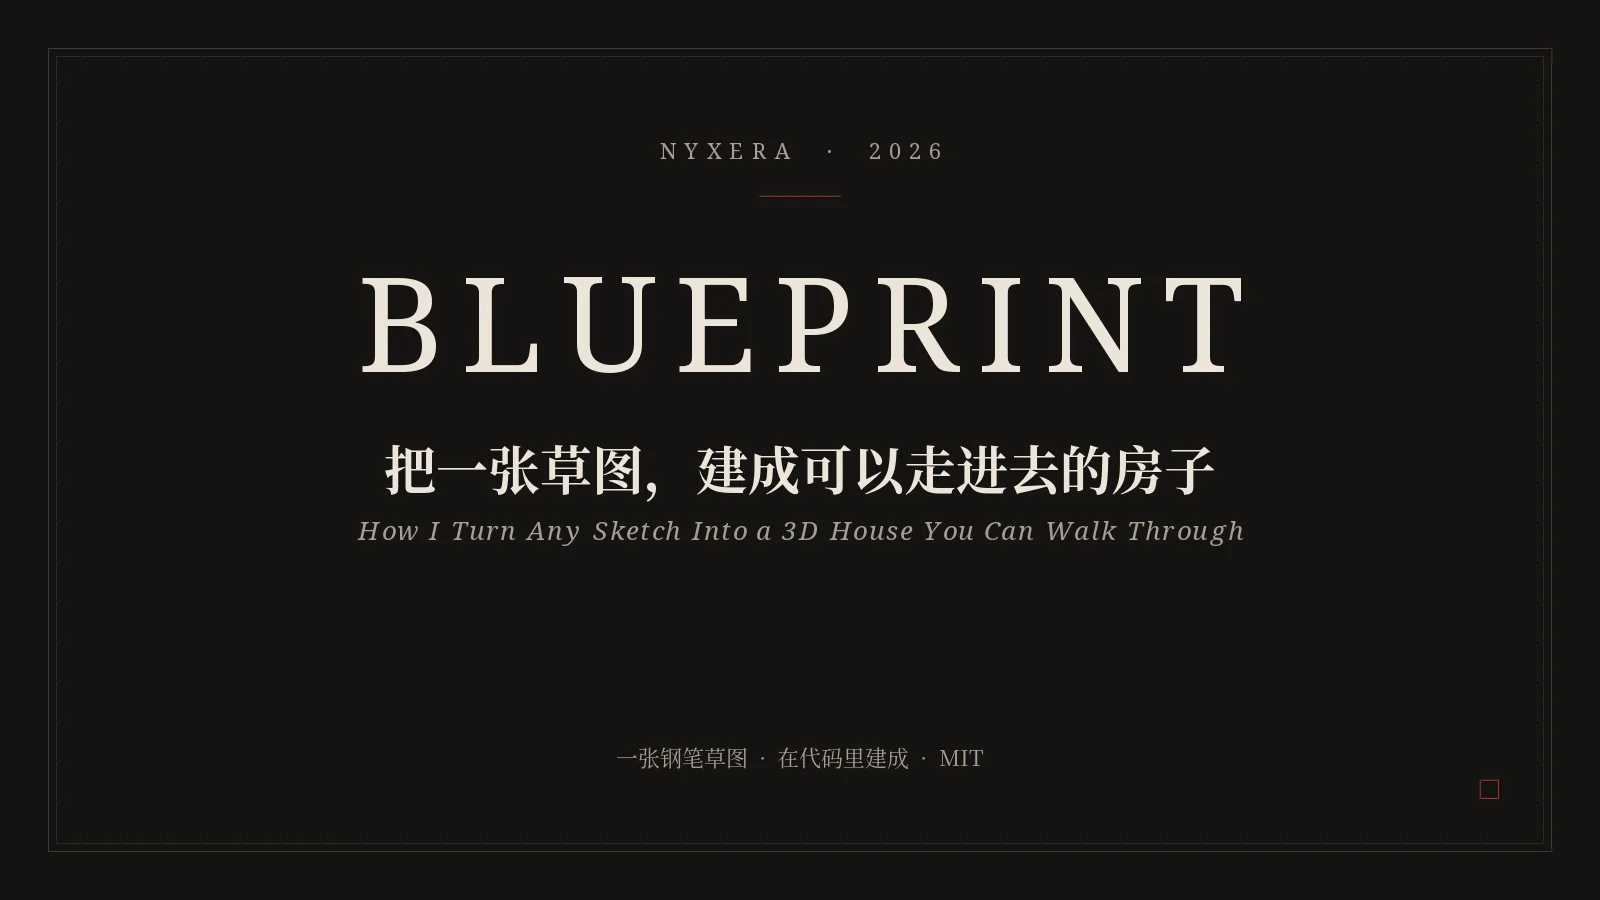 NYXERA · 2026
BLUEPRINT
把一张草图，建成可以走进去的房子
How I Turn Any Sketch Into a 3D House You Can Walk Through
一张钢笔草图 · 在代码里建成 · MIT